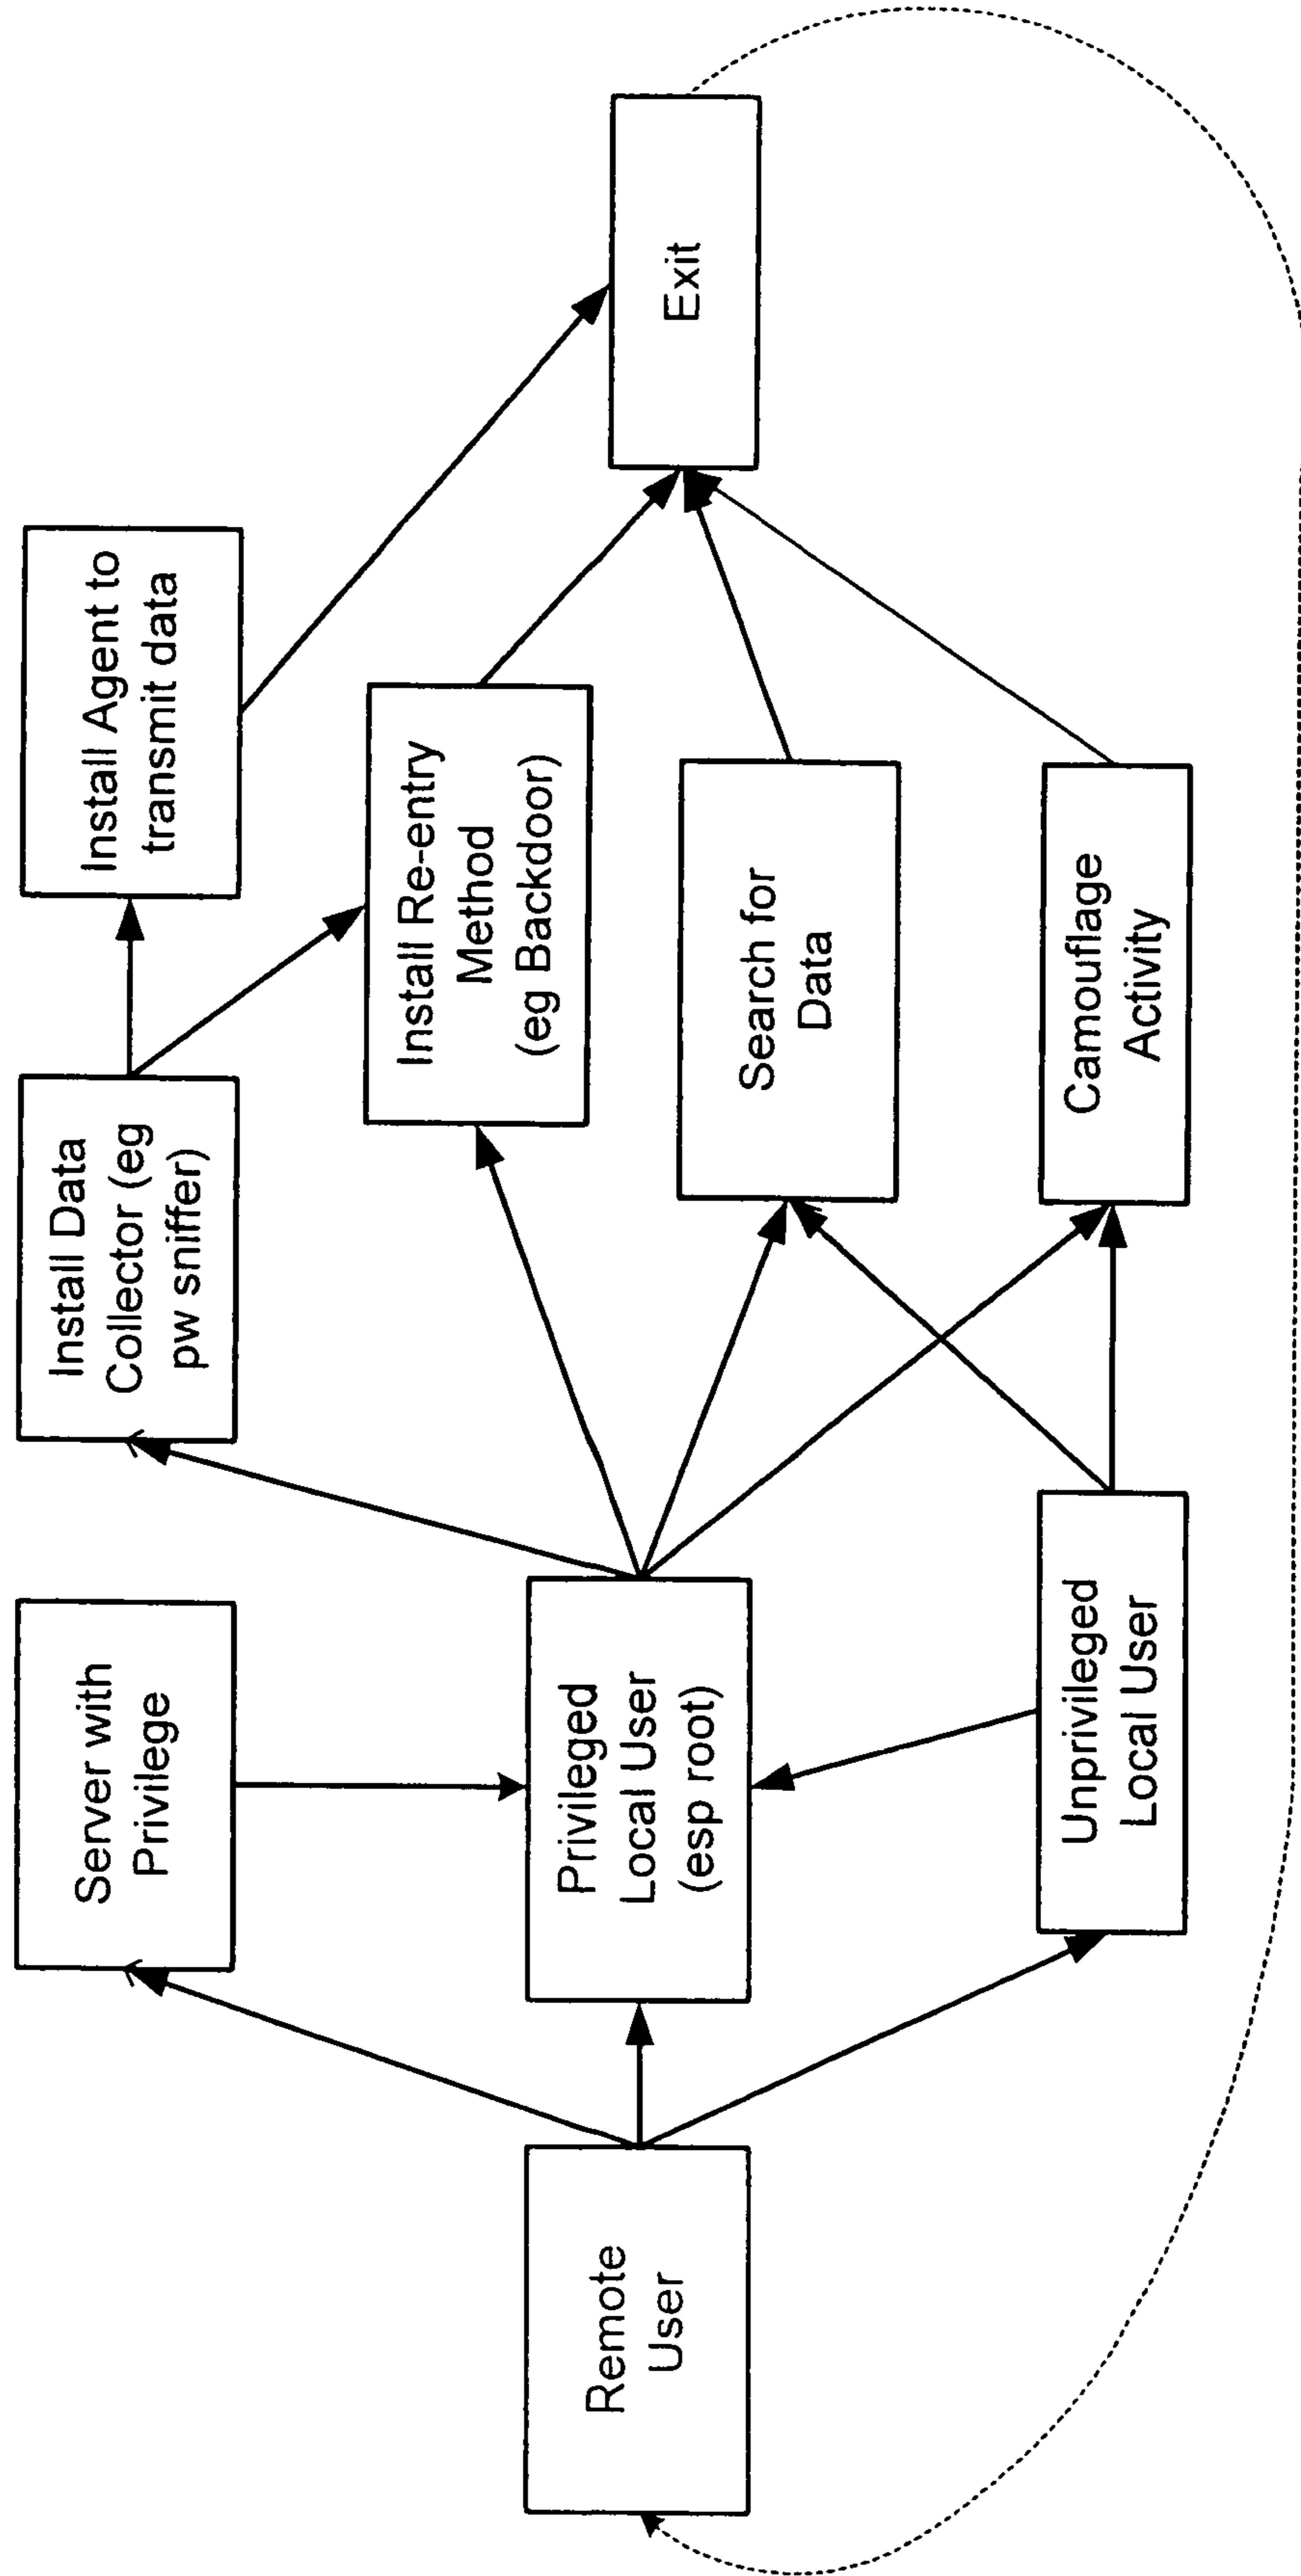 Remote
User
Server with
Privilege
Privileged
Local User
(esp root)
Unprivileged
Local User
Install Data
Collector (eg
pw sniffer)
Install Agent to
transmit data
Install Re-entry
Method
(eg Backdoor)
Search for
Data
Camouflage
Activity
Exit